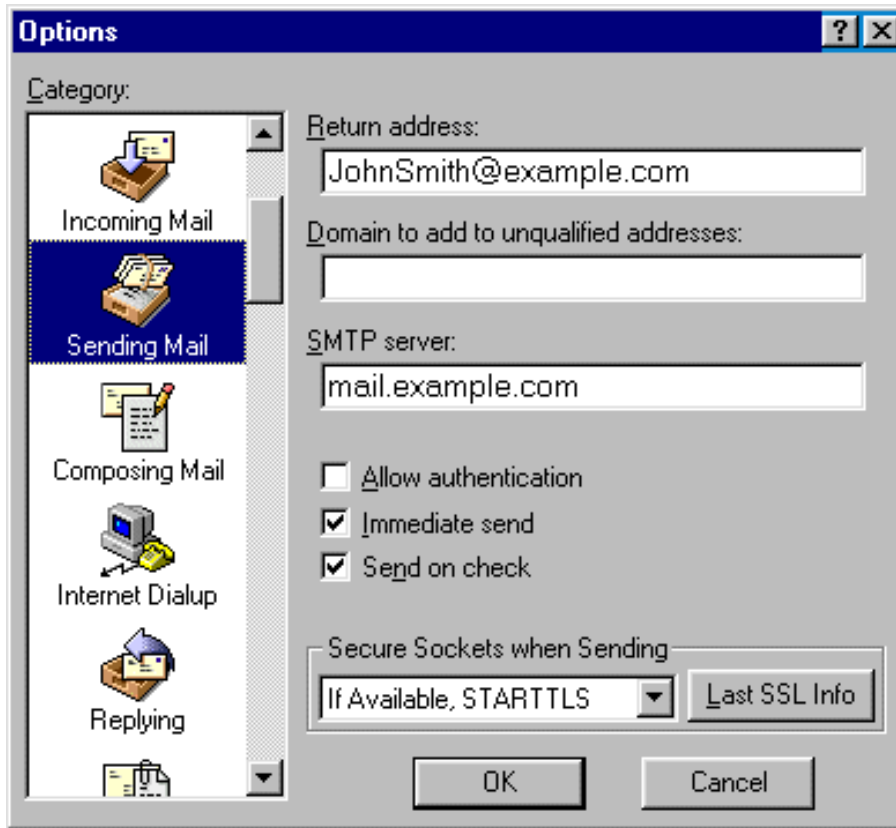 Options
Category:
Incoming Mail
Sending Mail
Composing Mail
Internet Dialup
Replying
Return address:
JohnSmith@example.com
Domain to add to unqualified addresses:
SMTP server:
mail.example.com
Allow authentication
Immediate send
Send on check
Secure Sockets when Sending
If Available, STARTTLS
Last SSL Info
OK
Cancel